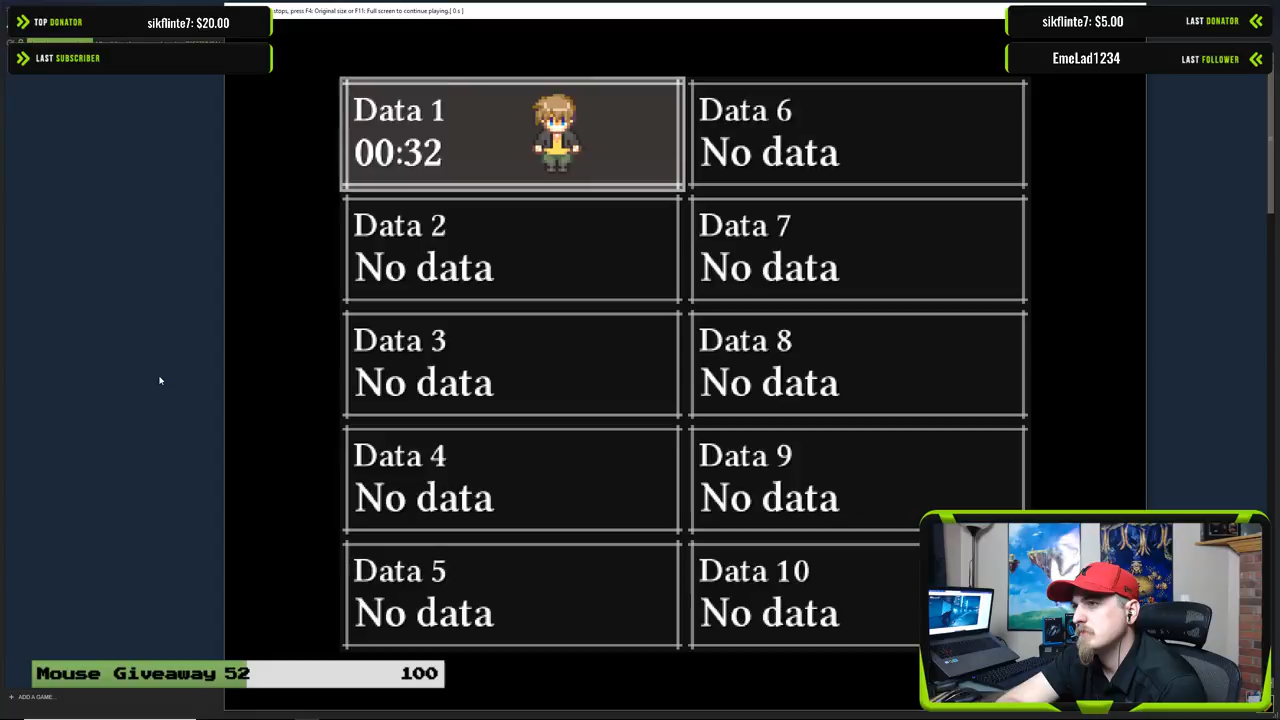 TOP DONATOR
sikflinte7: $20.00
stops, press F4: Original size or F11: Full screen to continue playing.[ 0 s ]
sikflinte7: $5.00
LAST DONATOR
LAST SUBSCRIBER
EmeLad1234
LAST FOLLOWER
Data 1
00:32
Data 6
No data
Data 2
No data
Data 7
No data
Data 3
No data
Data 8
No data
Data 4
No data
Data 9
No data
Data 5
No data
Data 10
No data
Mouse Giveaway 52
100
+ ADD A GAME...